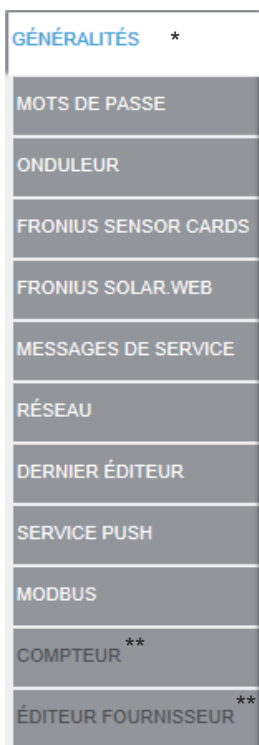 GÉNÉRALITÉS *
MOTS DE PASSE
ONDULEUR
FRONIUS SENSOR CARDS
FRONIUS SOLAR.WEB
MESSAGES DE SERVICE
RÉSEAU
DERNIER ÉDITEUR
SERVICE PUSH
MODBUS
COMPTEUR **
ÉDITEUR FOURNISSEUR **